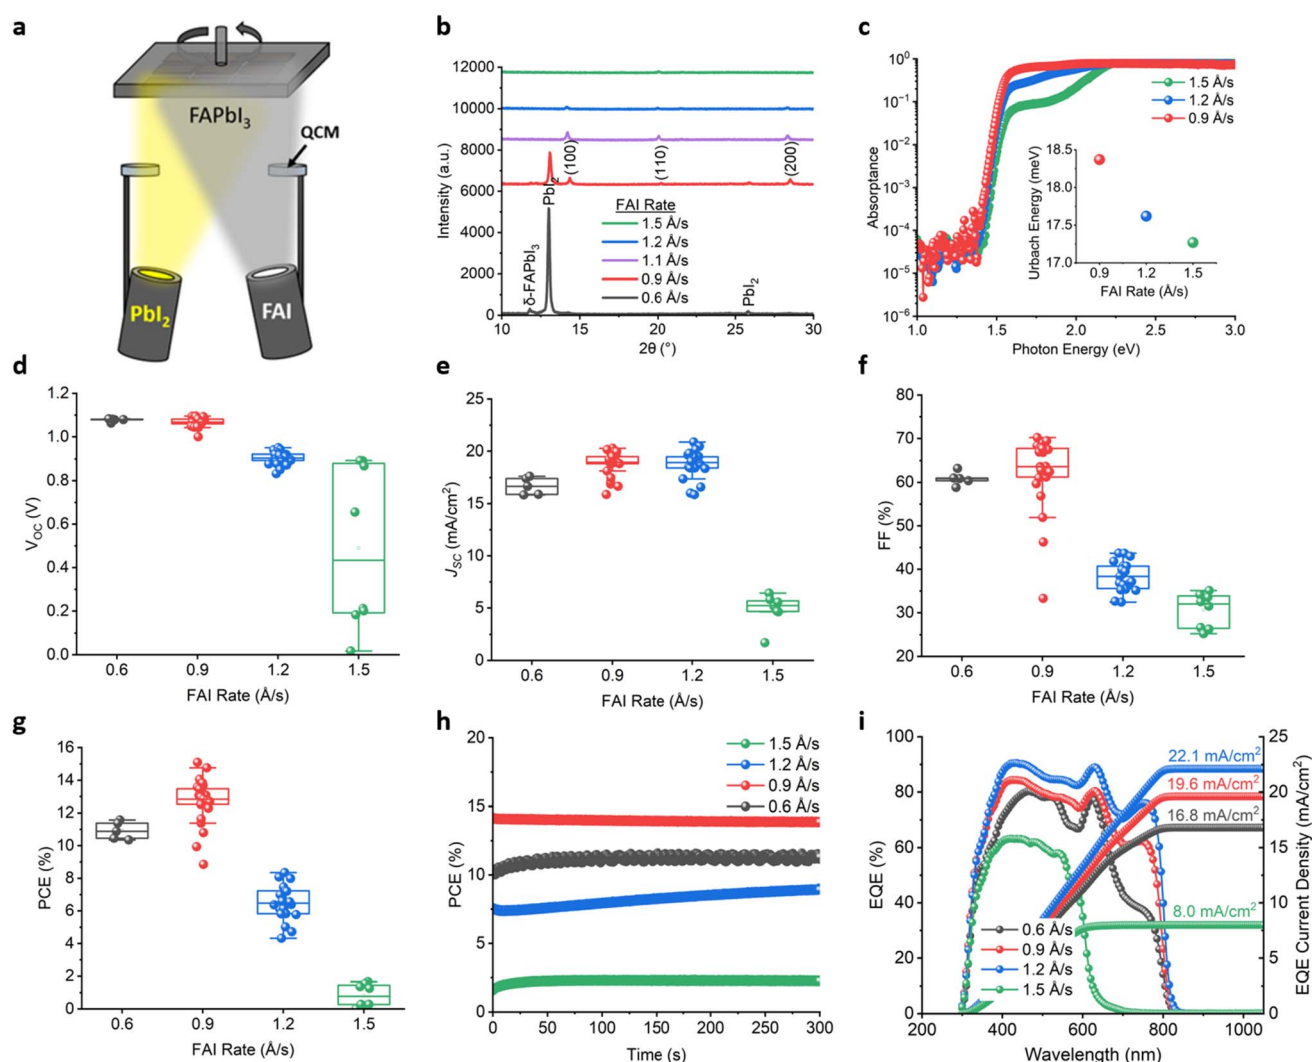 a
FAPbI3
QCM
PbI2
FAI
b
Intensity (a.u.)
12000
10000
8000
6000
4000
2000
0
(100)
(110)
(200)
PbI2
δ-FAPbI3
PbI2
FAI Rate
1.5 Å/s
1.2 Å/s
1.1 Å/s
0.9 Å/s
0.6 Å/s
10 15 20 25 30
2θ (°)
c
Absorptance
10^0
10^-1
10^-2
10^-3
10^-4
10^-5
10^-6
1.5 Å/s
1.2 Å/s
0.9 Å/s
Urbach Energy (meV)
18.5
18.0
17.5
17.0
0.9 1.2 1.5
FAI Rate (Å/s)
1.0 1.5 2.0 2.5 3.0
Photon Energy (eV)
d
VOC (V)
1.2
1.0
0.8
0.6
0.4
0.2
0.0
0.6 0.9 1.2 1.5
FAI Rate (Å/s)
e
JSC (mA/cm²)
25
20
15
10
5
0
0.6 0.9 1.2 1.5
FAI Rate (Å/s)
f
FF (%)
80
70
60
50
40
30
20
0.6 0.9 1.2 1.5
FAI Rate (Å/s)
g
PCE (%)
16
14
12
10
8
6
4
2
0
0.6 0.9 1.2 1.5
FAI Rate (Å/s)
h
PCE (%)
20
15
10
5
0
1.5 Å/s
1.2 Å/s
0.9 Å/s
0.6 Å/s
0 50 100 150 200 250 300
Time (s)
i
EQE (%)
100
80
60
40
20
0
22.1 mA/cm²
19.6 mA/cm²
16.8 mA/cm²
8.0 mA/cm²
0.6 Å/s
0.9 Å/s
1.2 Å/s
1.5 Å/s
25
20
15
10
5
0
EQE Current Density (mA/cm²)
200 400 600 800 1000
Wavelength (nm)